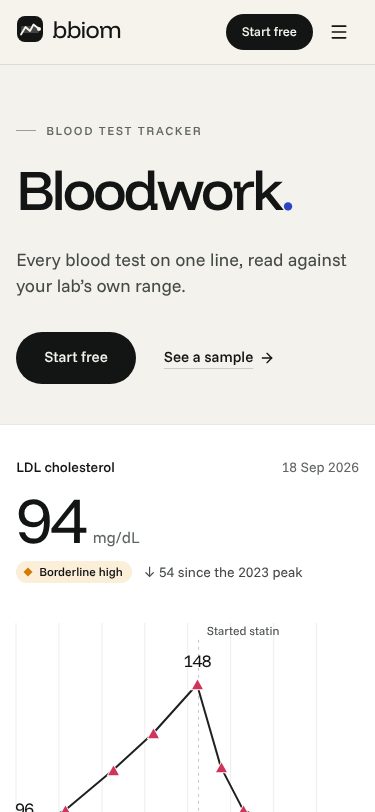 bbiom
Start free
BLOOD TEST TRACKER
Bloodwork.
Every blood test on one line, read against
your lab’s own range.
Start free
See a sample →
LDL cholesterol
18 Sep 2026
94 mg/dL
Borderline high
↓ 54 since the 2023 peak
Started statin
148
96